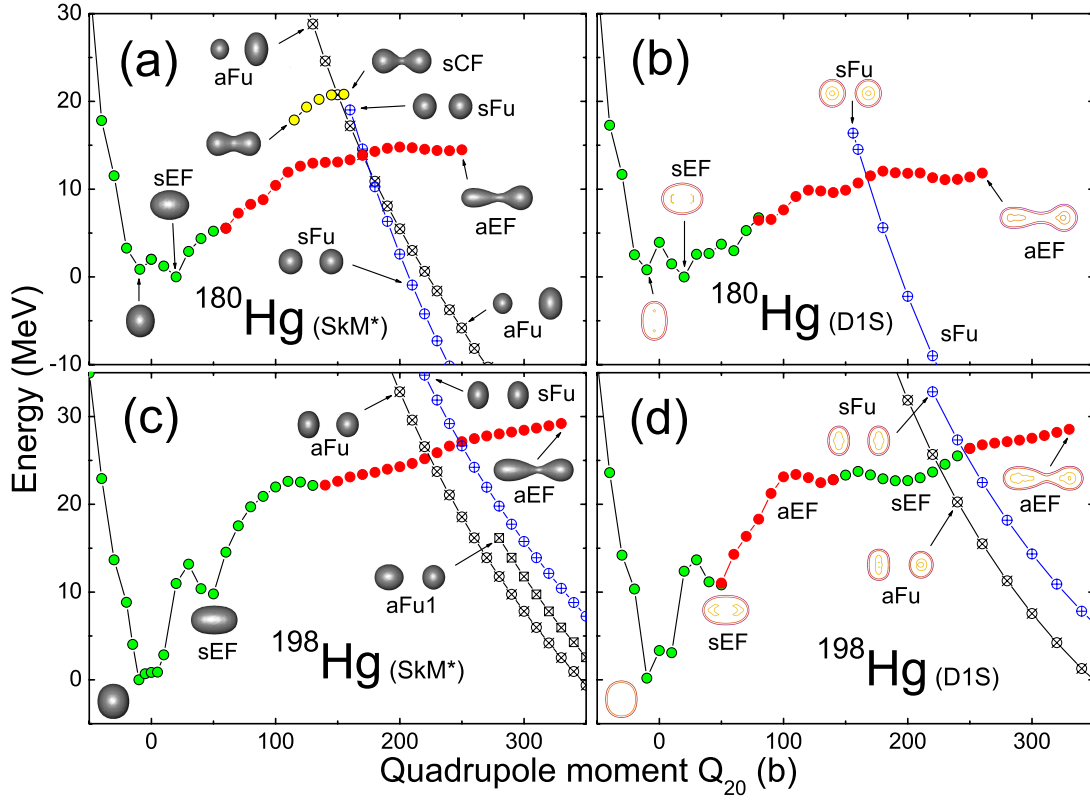 30
20
10
0
-10
30
20
10
0
Energy (MeV)
(a)
aFu
sCF
sFu
sEF
aEF
sFu
aFu
180Hg (SkM*)
(b)
sFu
sEF
aEF
sFu
180Hg (D1S)
(c)
aFu
sFu
aEF
aFu1
sEF
198Hg (SkM*)
(d)
sFu
aEF
sEF
aEF
aFu
sEF
198Hg (D1S)
0 100 200 300 0 100 200 300
Quadrupole moment Q20 (b)